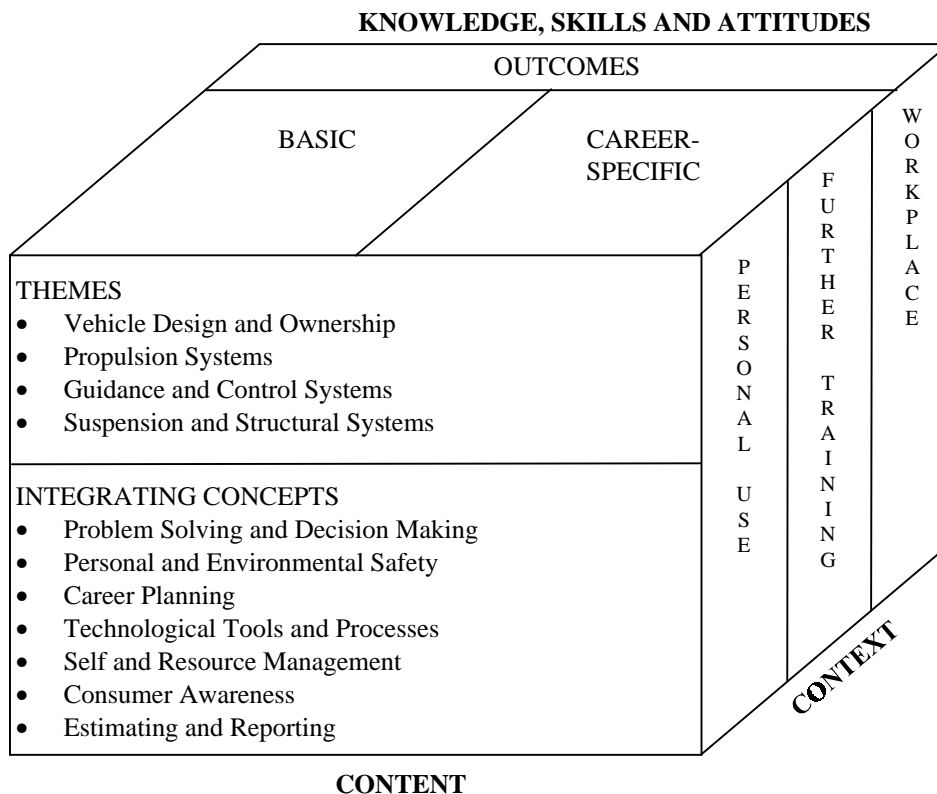 KNOWLEDGE, SKILLS AND ATTITUDES
OUTCOMES
BASIC
CAREER-
SPECIFIC
THEMES
• Vehicle Design and Ownership
• Propulsion Systems
• Guidance and Control Systems
• Suspension and Structural Systems
INTEGRATING CONCEPTS
• Problem Solving and Decision Making
• Personal and Environmental Safety
• Career Planning
• Technological Tools and Processes
• Self and Resource Management
• Consumer Awareness
• Estimating and Reporting
PERSONAL USE
FURTHER TRAINING
WORKPLACE
CONTEXT
CONTENT